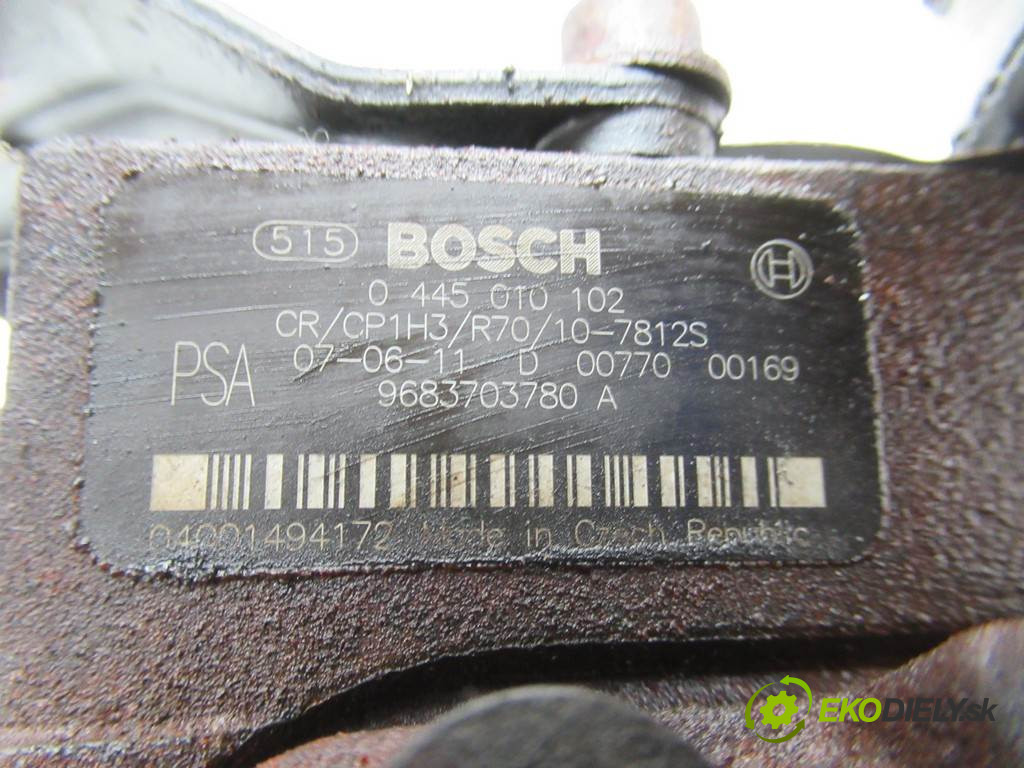 515 BOSCH
0 445 010 102
CR/CP1H3/R70/10-7812S
PSA 07-06-11 D 00770 00169
9683703780 A
04001494172 Made in Czech Republic
EKODIELY.sk